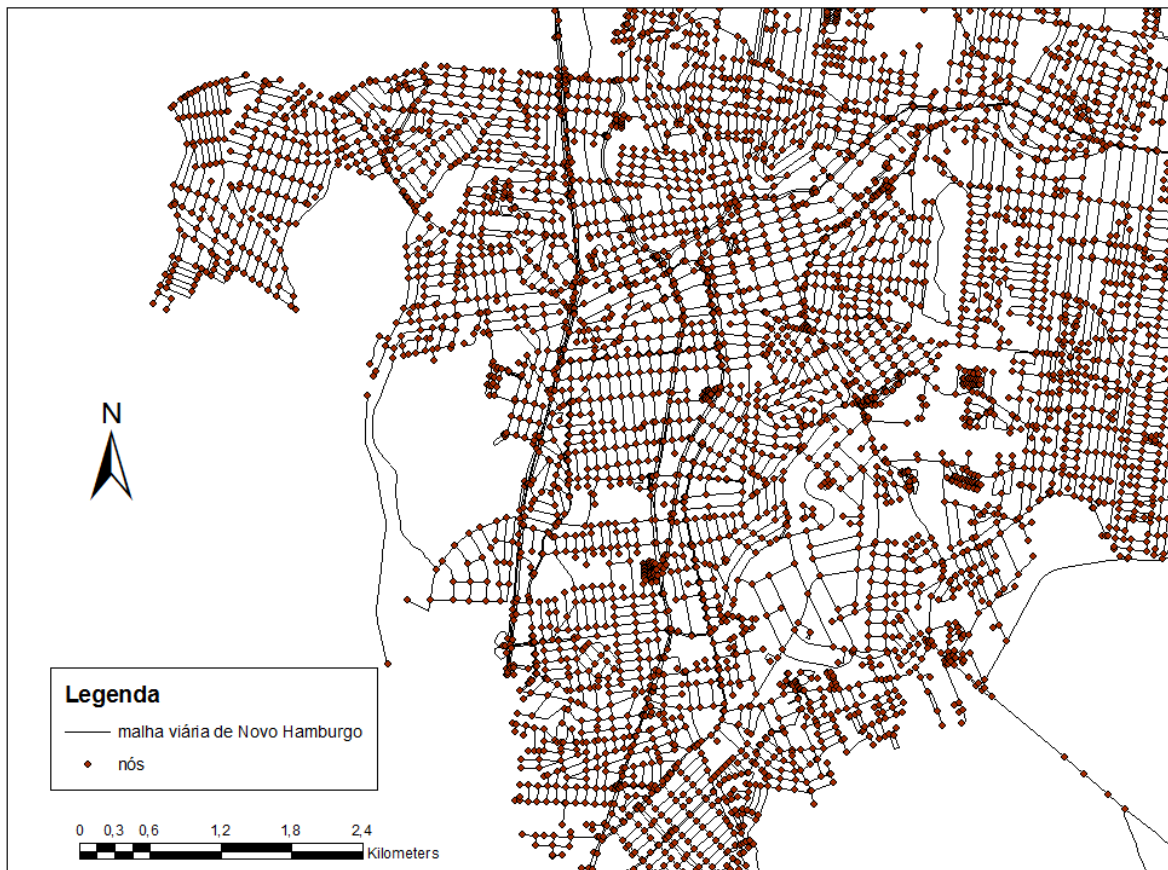 N
Legenda
malha viária de Novo Hamburgo
nós
0 0,3 0,6 1,2 1,8 2,4
Kilometers